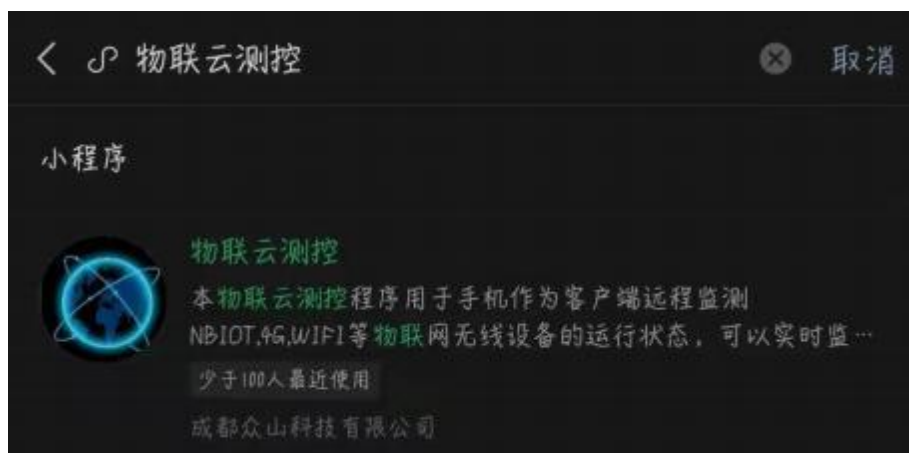 物联云测控
取消
小程序
物联云测控
本物联云测控程序用于手机作为客户端远程监测
NBIOT,4G,WIFI等物联网无线设备的运行状态，可以实时监…
少于100人最近使用
成都众山科技有限公司